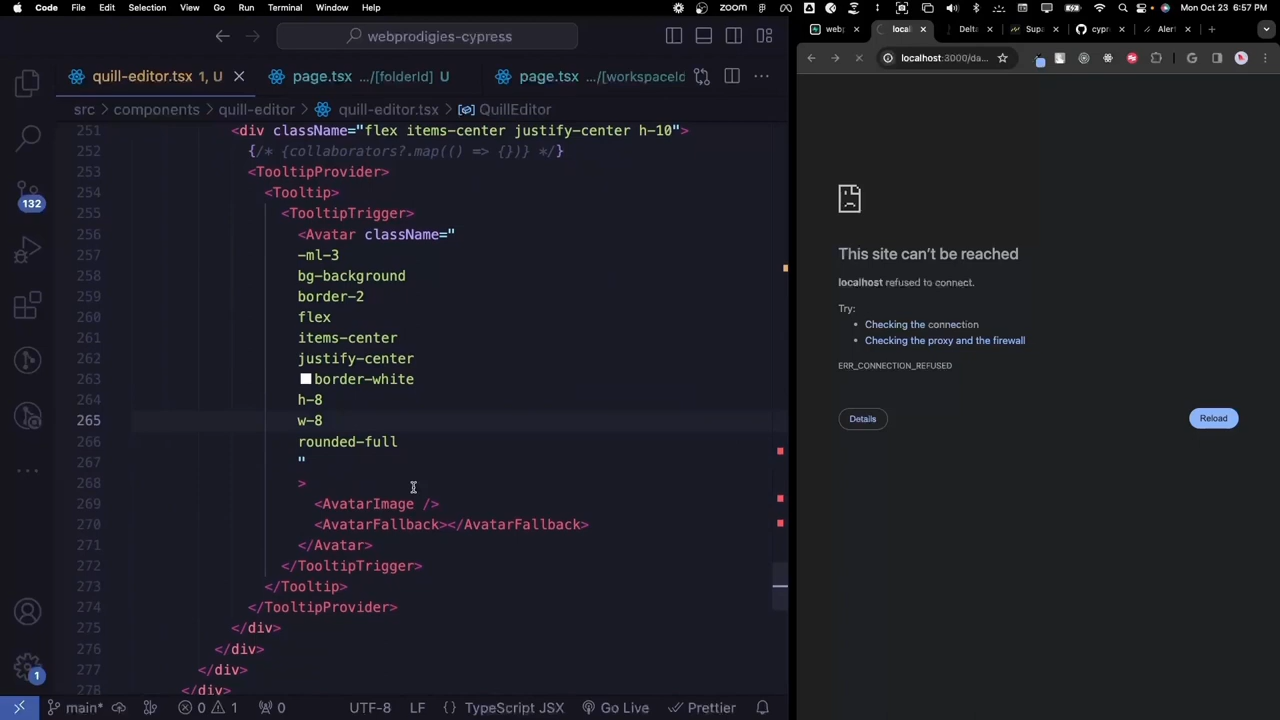 Code File Edit Selection View Go Run Terminal Window Help
zoom
Mon Oct 23 6:57 PM
webprodigies-cypress
webp
local
Delta
Supa
cypr
Alert
localhost:3000/da...
quill-editor.tsx 1, U
page.tsx .../[folderId] U
page.tsx .../[workspaceId
src > components > quill-editor > quill-editor.tsx > QuillEditor
251 <div className="flex items-center justify-center h-10">
252 {/* {collaborators?.map(() => {})} */}
253 <TooltipProvider>
254 <Tooltip>
255 <TooltipTrigger>
256 <Avatar className="
257 -ml-3
258 bg-background
259 border-2
260 flex
261 items-center
262 justify-center
263 border-white
264 h-8
265 w-8
266 rounded-full
267 "
268 >
269 <AvatarImage />
270 <AvatarFallback></AvatarFallback>
271 </Avatar>
272 </TooltipTrigger>
273 </Tooltip>
274 </TooltipProvider>
275 </div>
276 </div>
277 </div>
278 </div>
132
1
This site can't be reached
localhost refused to connect.
Try:
• Checking the connection
• Checking the proxy and the firewall
ERR_CONNECTION_REFUSED
Details
Reload
main* 0 1 0 UTF-8 LF {} TypeScript JSX Go Live Prettier